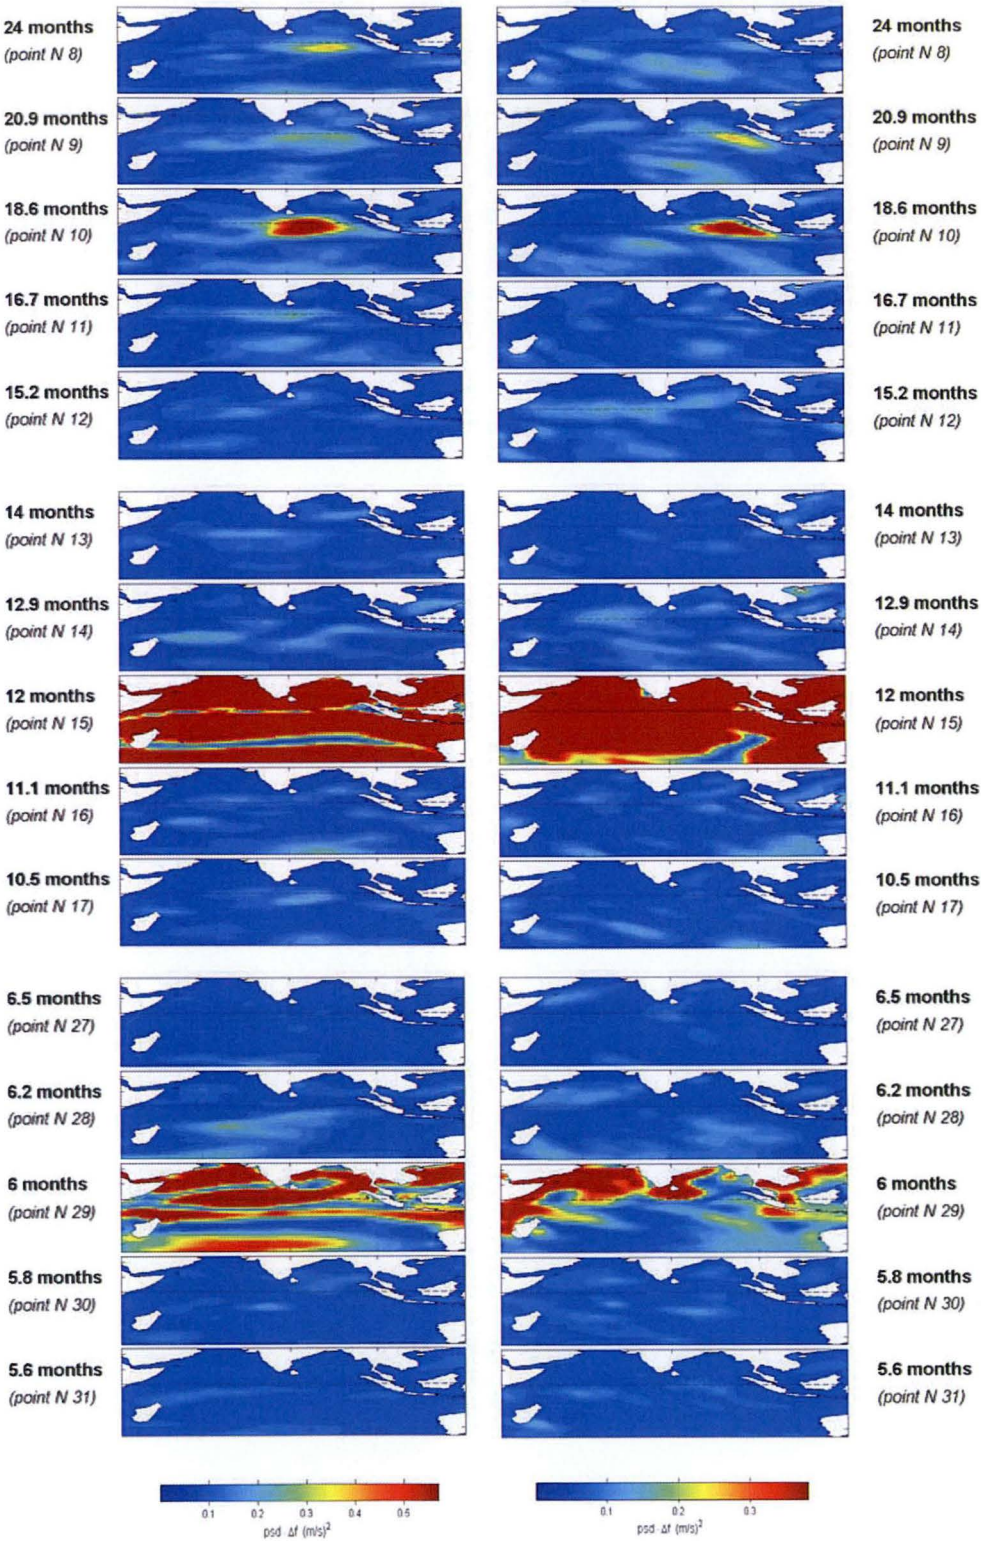 24 months
(point N 8)
24 months
(point N 8)
20.9 months
(point N 9)
20.9 months
(point N 9)
18.6 months
(point N 10)
18.6 months
(point N 10)
16.7 months
(point N 11)
16.7 months
(point N 11)
15.2 months
(point N 12)
15.2 months
(point N 12)
14 months
(point N 13)
14 months
(point N 13)
12.9 months
(point N 14)
12.9 months
(point N 14)
12 months
(point N 15)
12 months
(point N 15)
11.1 months
(point N 16)
11.1 months
(point N 16)
10.5 months
(point N 17)
10.5 months
(point N 17)
6.5 months
(point N 27)
6.5 months
(point N 27)
6.2 months
(point N 28)
6.2 months
(point N 28)
6 months
(point N 29)
6 months
(point N 29)
5.8 months
(point N 30)
5.8 months
(point N 30)
5.6 months
(point N 31)
5.6 months
(point N 31)
0.1 0.2 0.3 0.4 0.5
psd·Δf (m/s)²
0.1 0.2 0.3
psd·Δf (m/s)²